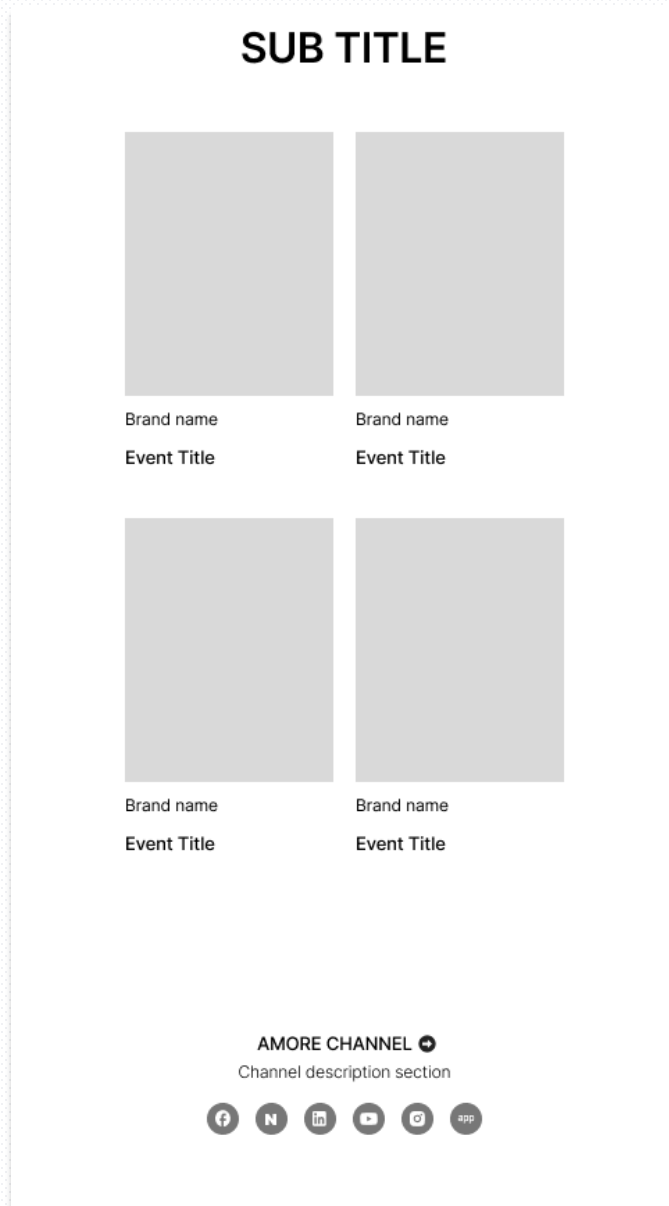 SUB TITLE
Brand name
Event Title
Brand name
Event Title
Brand name
Event Title
Brand name
Event Title
AMORE CHANNEL
Channel description section
f N in app